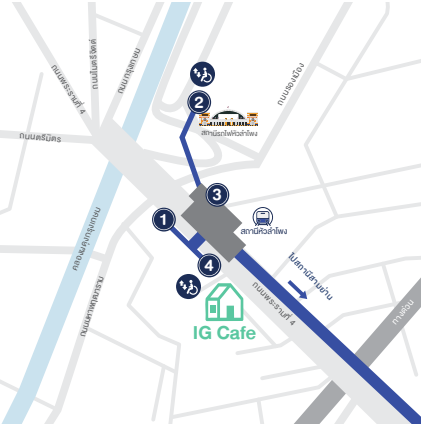 ถนนพระรามที่ 4
ถนนไมตรีจิตต์
ถนนกรุงเกษม
ถนนรองเมือง
2
สถานีรถไฟหัวลำโพง
ถนนตรีมิตร
3
1
สถานีหัวลำโพง
คลองผดุงกรุงเกษม
4
ไปสถานีสามย่าน
ถนนมหาพฤฒาราม
ถนนพระรามที่ 4
ทางด่วน
IG Cafe